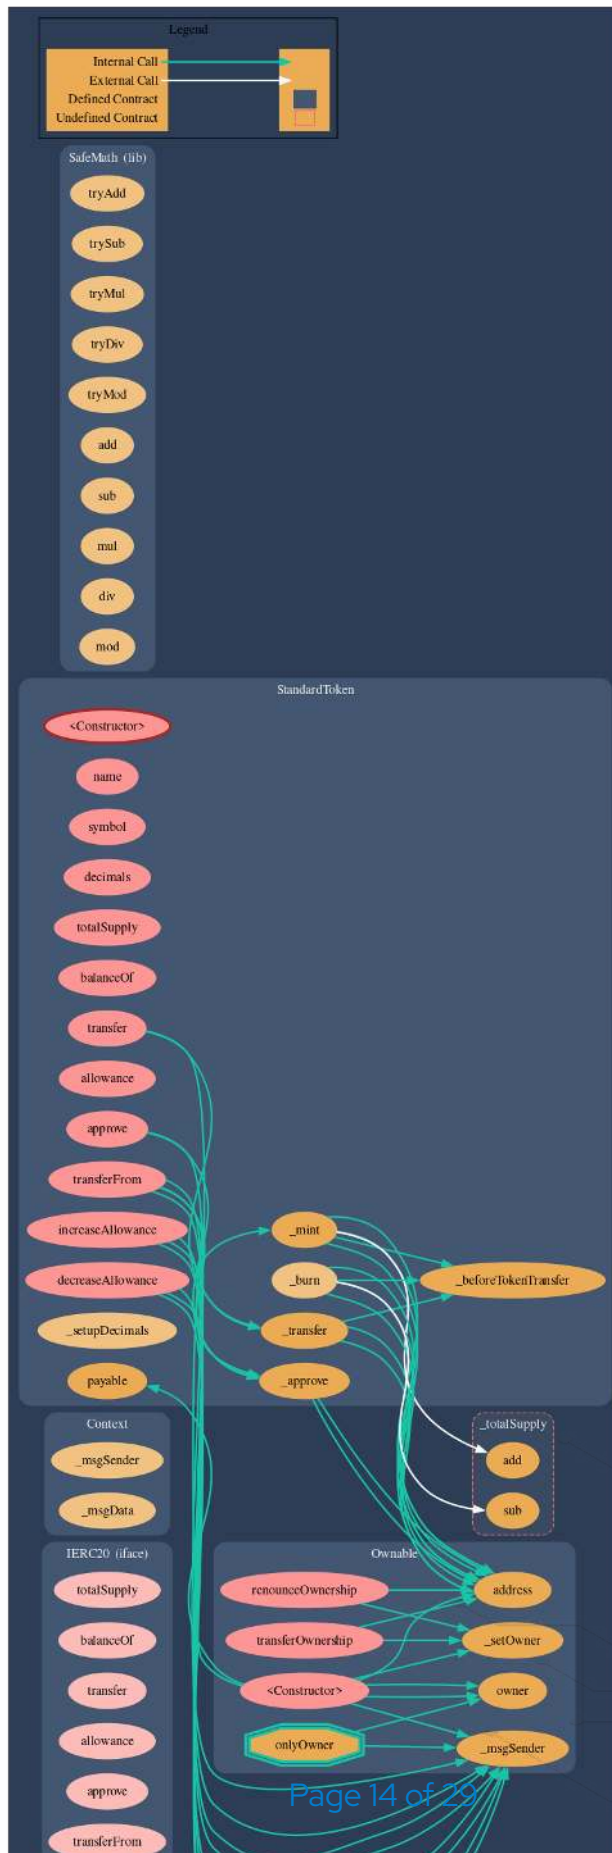 Legend
Internal Call
External Call
Defined Contract
Undefined Contract
SafeMath (lib)
tryAdd
trySub
tryMul
tryDiv
tryMod
add
sub
mul
div
mod
StandardToken
<Constructor>
name
symbol
decimals
totalSupply
balanceOf
transfer
allowance
approve
transferFrom
increaseAllowance
_mint
decreaseAllowance
_burn
_beforeTokenTransfer
_setupDecimals
_transfer
payable
_approve
Context
_totalSupply
_msgSender
add
_msgData
sub
IERC20 (iface)
Ownable
totalSupply
renounceOwnership
address
balanceOf
transferOwnership
_setOwner
transfer
<Constructor>
owner
allowance
onlyOwner
_msgSender
approve
Page 14 of 29
transferFrom